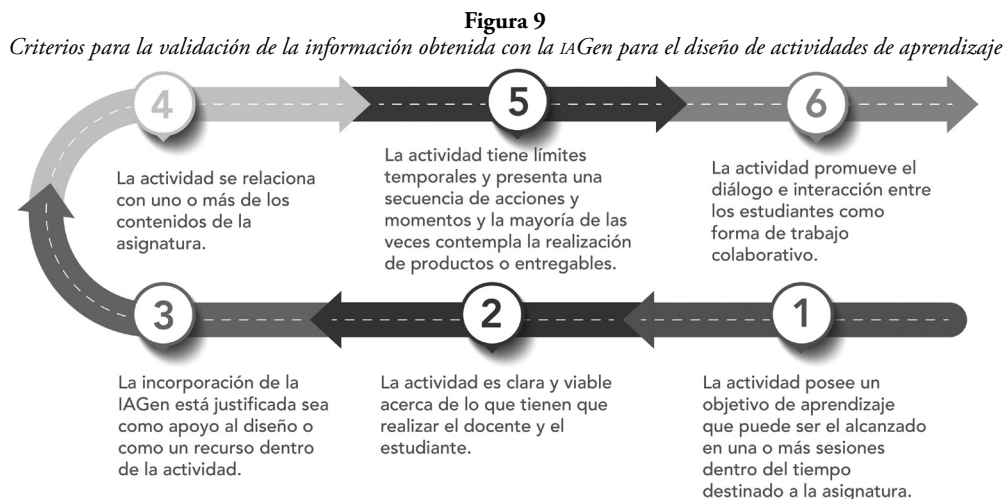 Figura 9
Criterios para la validación de la información obtenida con la IAGen para el diseño de actividades de aprendizaje
4
La actividad se relaciona
con uno o más de los
contenidos de la
asignatura.
5
La actividad tiene límites
temporales y presenta una
secuencia de acciones y
momentos y la mayoría de las
veces contempla la realización
de productos o entregables.
6
La actividad promueve el
diálogo e interacción entre
los estudiantes como
forma de trabajo
colaborativo.
3
La incorporación de la
IAGen está justificada sea
como apoyo al diseño o
como un recurso dentro
de la actividad.
2
La actividad es clara y viable
acerca de lo que tienen que
realizar el docente y el
estudiante.
1
La actividad posee un
objetivo de aprendizaje
que puede ser el alcanzado
en una o más sesiones
dentro del tiempo
destinado a la asignatura.